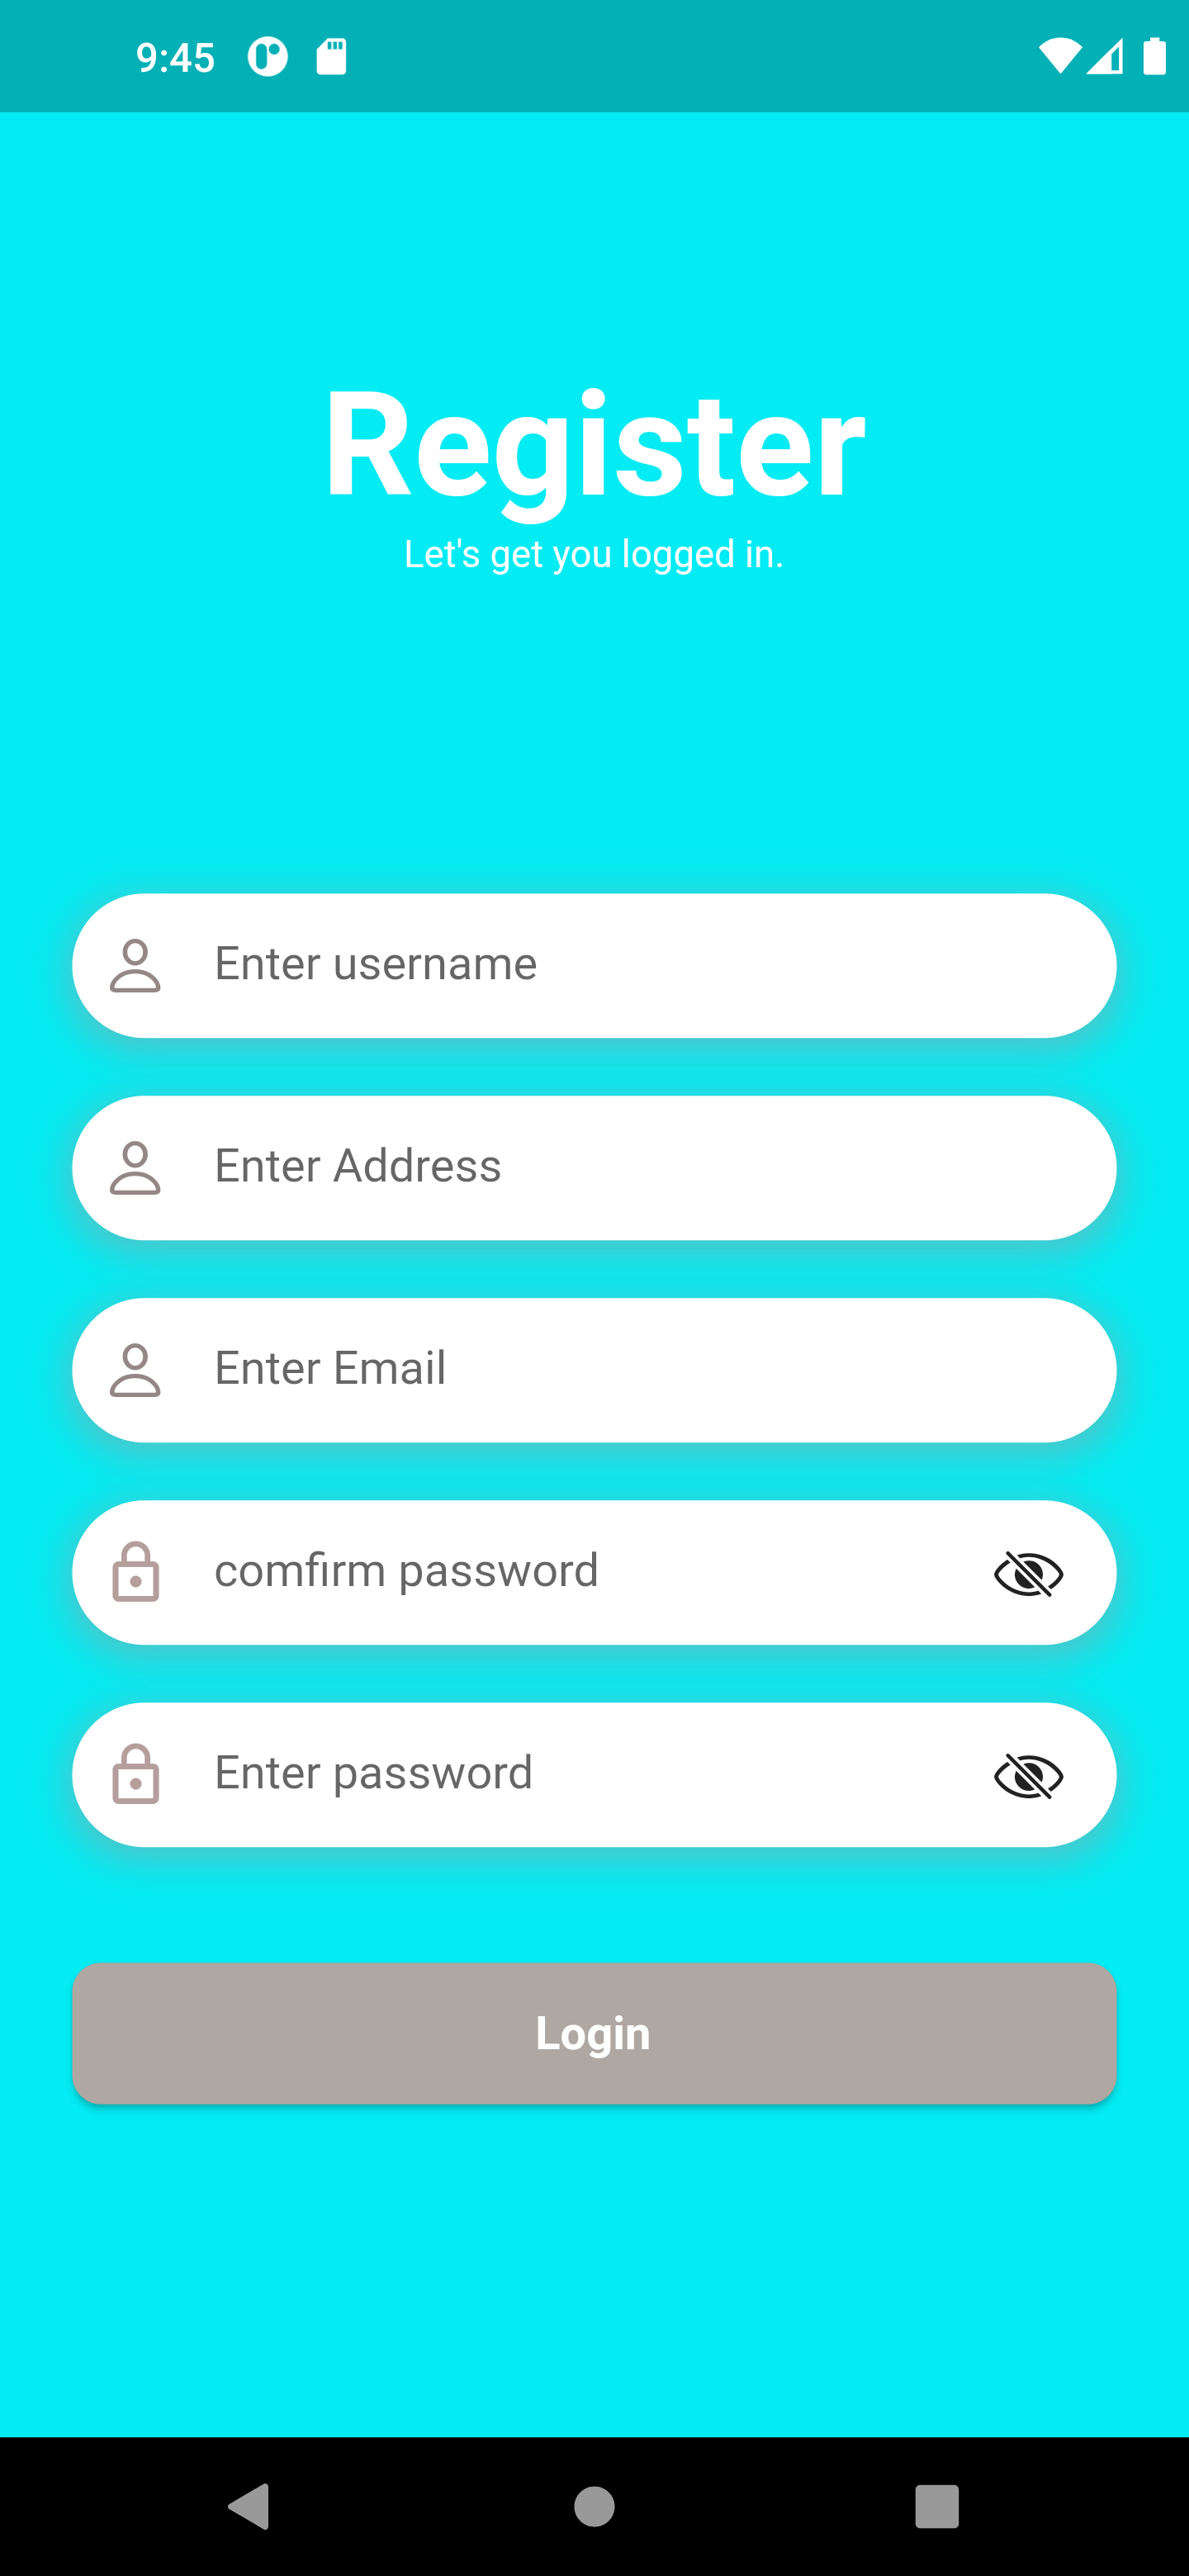 9:45
Register
Let's get you logged in.
Enter username
Enter Address
Enter Email
comfirm password
Enter password
Login